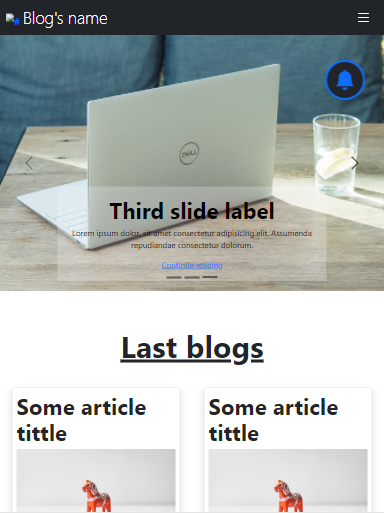 # Blog's name
DELL
Third slide label
Lorem ipsum dolor, sit amet consectetur adipisicing elit. Assumenda
repudiandae consectetur dolorum.
Continue reading
Last blogs
Some article
tittle
Some article
tittle